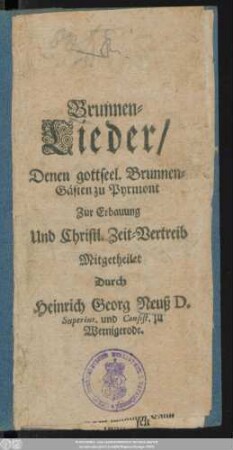 Brunnen-
Lieder/
Denen gottseel. Brunnen-
Gästen zu Pyrmont
Zur Erbauung
Und Christl. Zeit-Vertreib
Mitgetheilet
Durch
Heinrich Georg Neuß D.
Superint. und Consist. zu
Wernigerode.